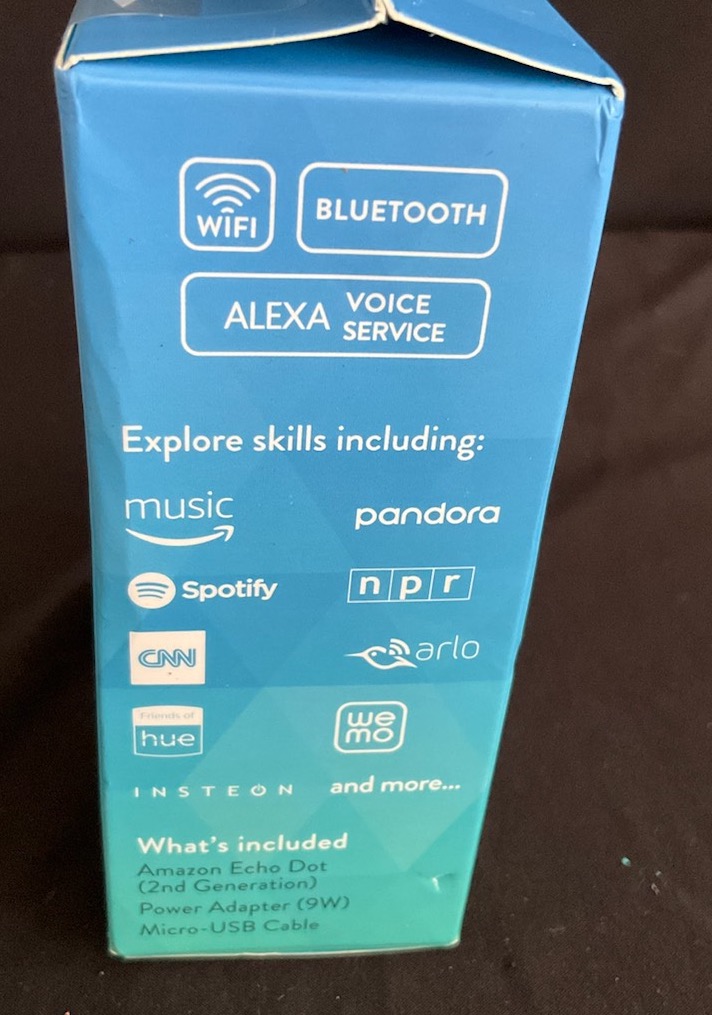 WIFI
BLUETOOTH
ALEXA VOICE SERVICE
Explore skills including:
music
pandora
Spotify
npr
CNN
arlo
Friends of
hue
we
mo
INSTEON
and more...
What's included
Amazon Echo Dot
(2nd Generation)
Power Adapter (9W)
Micro-USB Cable